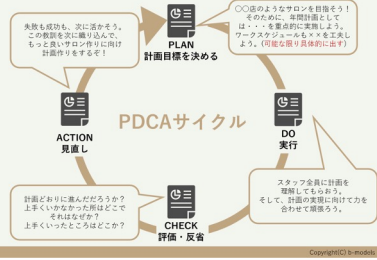 失敗も成功も、次に活かそう。
この教訓を次に織り込んで、
もっと良いサロン作りに向け
計画作りをするぞ！
○○店のようなサロンを目指そう！
そのために、年間計画として
は・・・を重点的に実施しよう。
ワークスケジュールも××を工夫し
よう。(可能な限り具体的に出す)
PLAN
計画目標を決める
PDCAサイクル
ACTION
見直し
DO
実行
計画どおりに進んだだろうか？
上手くいかなかった所はどこで
それはなぜか？
上手くいったところはどこか？
CHECK
評価・反省
スタッフ全員に計画を
理解してもらおう。
そして、計画の実現に向けて力を
合わせて頑張ろう。
Copyright(C) b-models